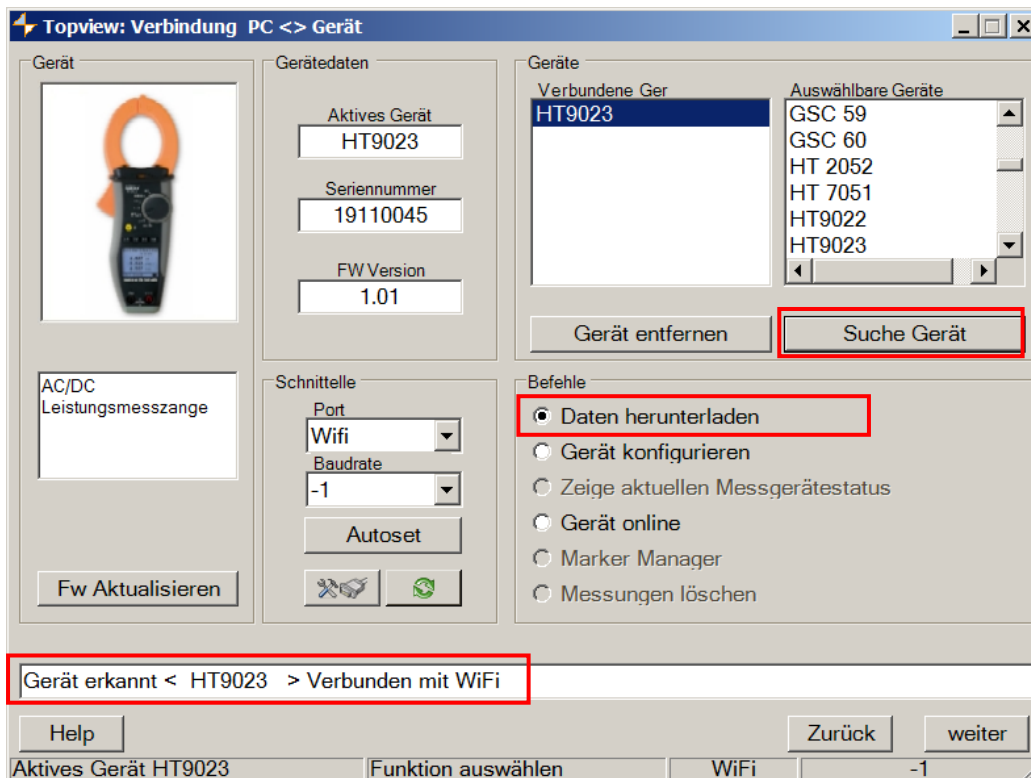 Topview: Verbindung PC <> Gerät
Gerät
AC/DC
Leistungsmesszange
Fw Aktualisieren
Gerätedaten
Aktives Gerät
HT9023
Seriennummer
19110045
FW Version
1.01
Geräte
Verbundene Ger
HT9023
Auswählbare Geräte
GSC 59
GSC 60
HT 2052
HT 7051
HT9022
HT9023
Gerät entfernen
Suche Gerät
Schnittelle
Port
Wifi
Baudrate
-1
Autoset
Befehle
Daten herunterladen
Gerät konfigurieren
Zeige aktuellen Messgerätestatus
Gerät online
Marker Manager
Messungen löschen
Gerät erkannt < HT9023 > Verbunden mit WiFi
Help
Zurück
weiter
Aktives Gerät HT9023
Funktion auswählen
WiFi
-1